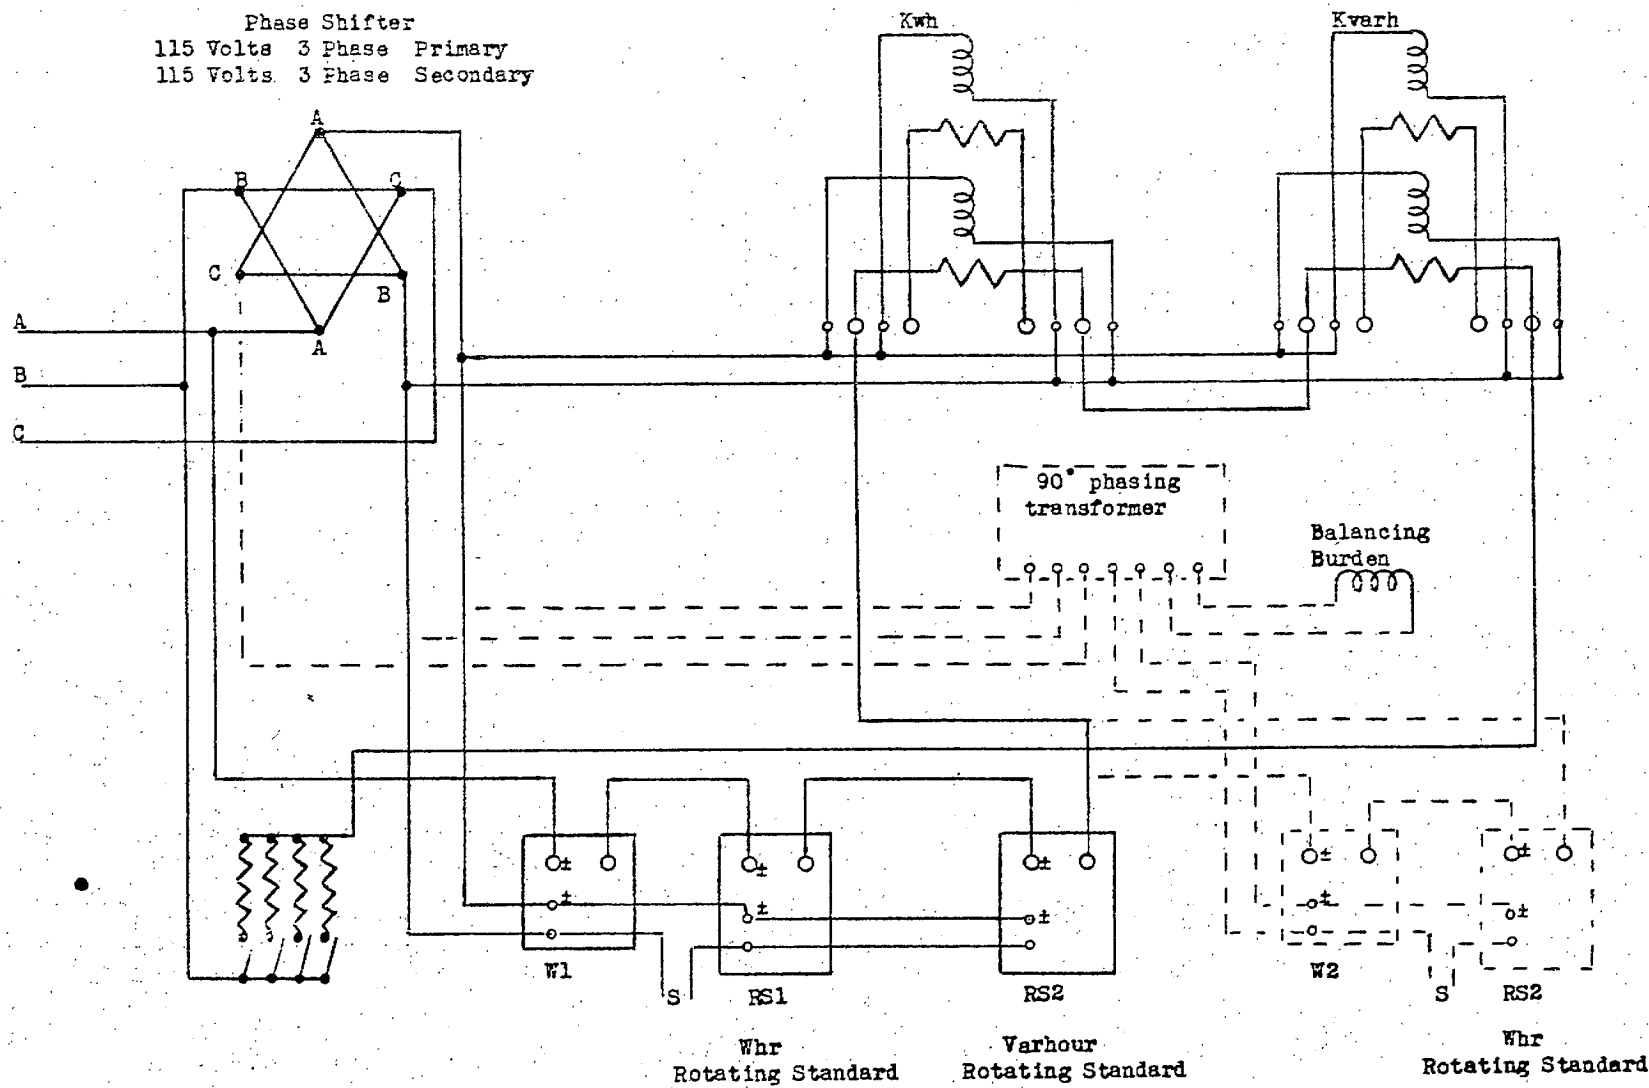 Phase Shifter
115 Volts 3 Phase Primary
115 Volts 3 Phase Secondary
Kwh
Kvarh
A
B
C
C
B
A
A
B
C
90° phasing
transformer
Balancing
Burden
±
±
±
±
±
±
±
±
±
±
W1
S
RS1
RS2
W2
S
RS2
Whr
Rotating Standard
Varhour
Rotating Standard
Whr
Rotating Standard